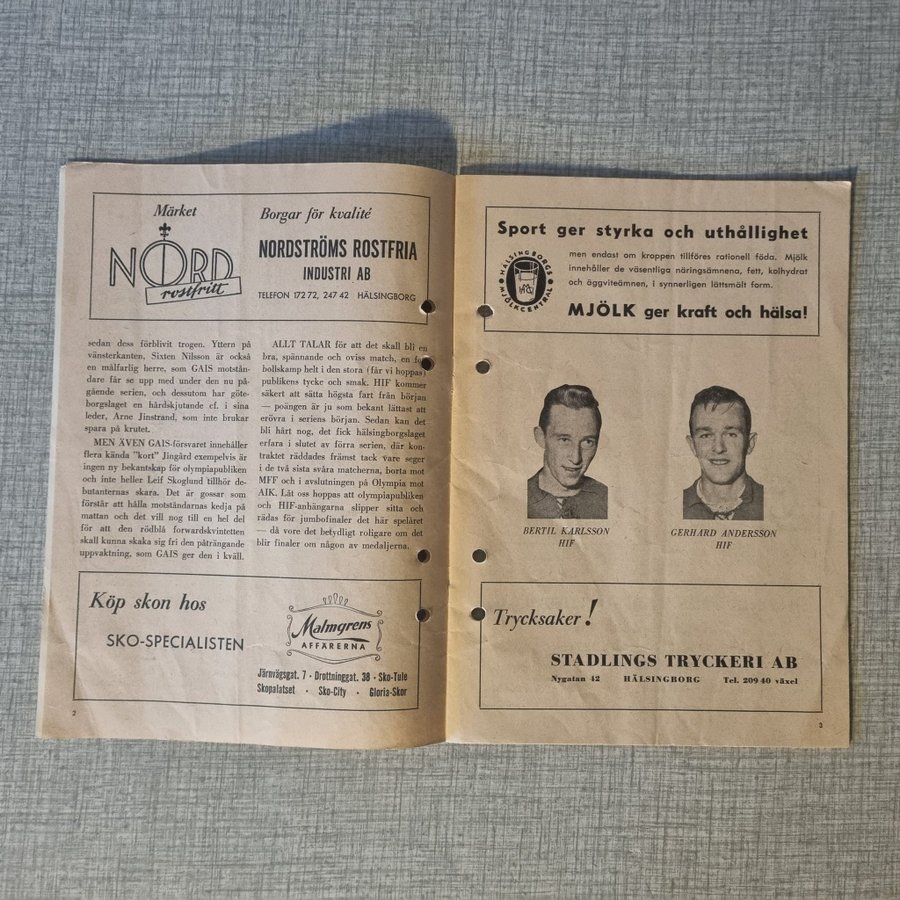 Märket
NORD
rostfritt
Borgar för kvalité
NORDSTRÖMS ROSTFRIA
INDUSTRI AB
TELEFON 172 72, 247 42 HÄLSINGBORG
sedan dess förblivit trogen. Yttern på
vänsterkanten, Sixten Nilsson är också
en målfarlig herre, som GAIS motstån-
dare får se upp med under den nu på-
gående serien, och dessutom har göte-
borgslaget en hårdskjutande cf. i sina
leder, Arne Jinstrand, som inte brukar
spara på krutet.
MEN ÄVEN GAIS-försvaret innehåller
flera kända "kort" Jingård exempelvis är
ingen ny bekantskap för olympiapubliken
och inte heller Leif Skoglund tillhör de-
butanternas skara. Det är gossar som
förstår att hålla motståndarnas kedja på
mattan och det vill nog till en hel del
för att den rödblå forwardskvintetten
skall kunna skaka sig fri den påträngande
uppvaktning, som GAIS ger den i kväll.
ALLT TALAR för att det skall bli en
bra, spännande och oviss match, en
bollskamp helt i den stora (får vi hoppas)
publikens tycke och smak. HIF kommer
säkert att sätta högsta fart från början
— poängen är ju som bekant lättast att
erövra i seriens början. Sedan kan det
bli hårt nog, det fick hälsingborgslaget
erfara i slutet av förra serien, där kon-
traktet räddades främst tack vare seger
i de två sista svåra matcherna, borta mot
MFF och i avslutningen på Olympia mot
AIK. Låt oss hoppas att olympiapubliken
och HIF-anhängarna slipper sitta och
rädas för jumbofinaler det här spelåret
— då vore det betydligt roligare om det
blir finaler om någon av medaljerna.
Köp skon hos
SKO-SPECIALISTEN
Malmgrens
AFFÄRERNA
Järnvägsgat. 7 · Drottninggat. 38 · Sko-Tule
Skopalatset · Sko-City · Gloria-Skor
2
Sport ger styrka och uthållighet
HÄLSINGBORGS
MJÖLKCENTRAL
men endast om kroppen tillföres rationell föda. Mjölk
innehåller de väsentliga näringsämnena, fett, kolhydrat
och äggviteämnen, i synnerligen lättsmält form.
MJÖLK ger kraft och hälsa!
BERTIL KARLSSON
HIF
GERHARD ANDERSSON
HIF
Trycksaker!
STADLINGS TRYCKERI AB
Nygatan 42 HÄLSINGBORG Tel. 209 40 växel
3